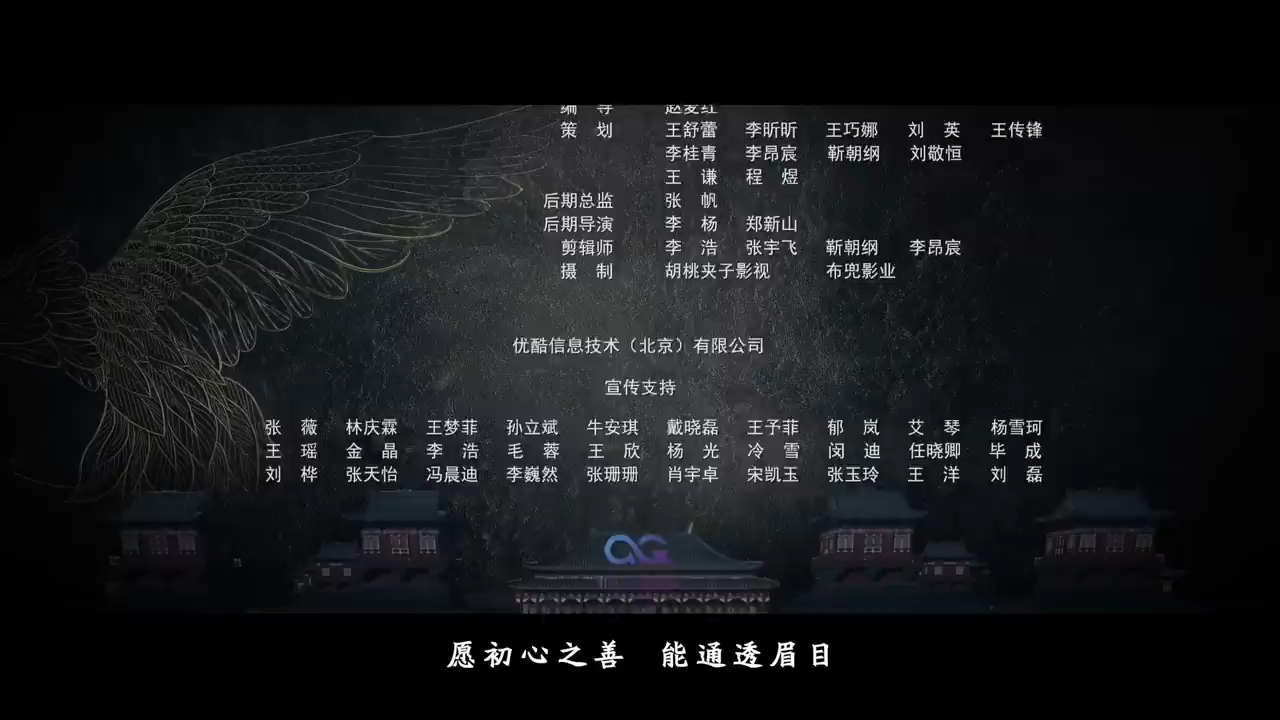 编 导 赵爱红
策 划 王舒蕾 李昕昕 王巧娜 刘 英 王传锋
李桂青 李昂宸 靳朝纲 刘敬恒
王 谦 程 煜
后期总监 张 帆
后期导演 李 杨 郑新山
剪辑师 李 浩 张宇飞 靳朝纲 李昂宸
摄 制 胡桃夹子影视 布兜影业
优酷信息技术（北京）有限公司
宣传支持
张 薇 林庆霖 王梦菲 孙立斌 牛安琪 戴晓磊 王予菲 郁 岚 艾 琴 杨雪珂
王 瑶 金 晶 李 浩 毛 蓉 王 欣 杨 光 冷 雪 闵 迪 任晓卿 毕 成
刘 桦 张天怡 冯晨迪 李巍然 张珊珊 肖宇卓 宋凯玉 张玉玲 王 洋 刘 磊
愿初心之善 能通透眉目